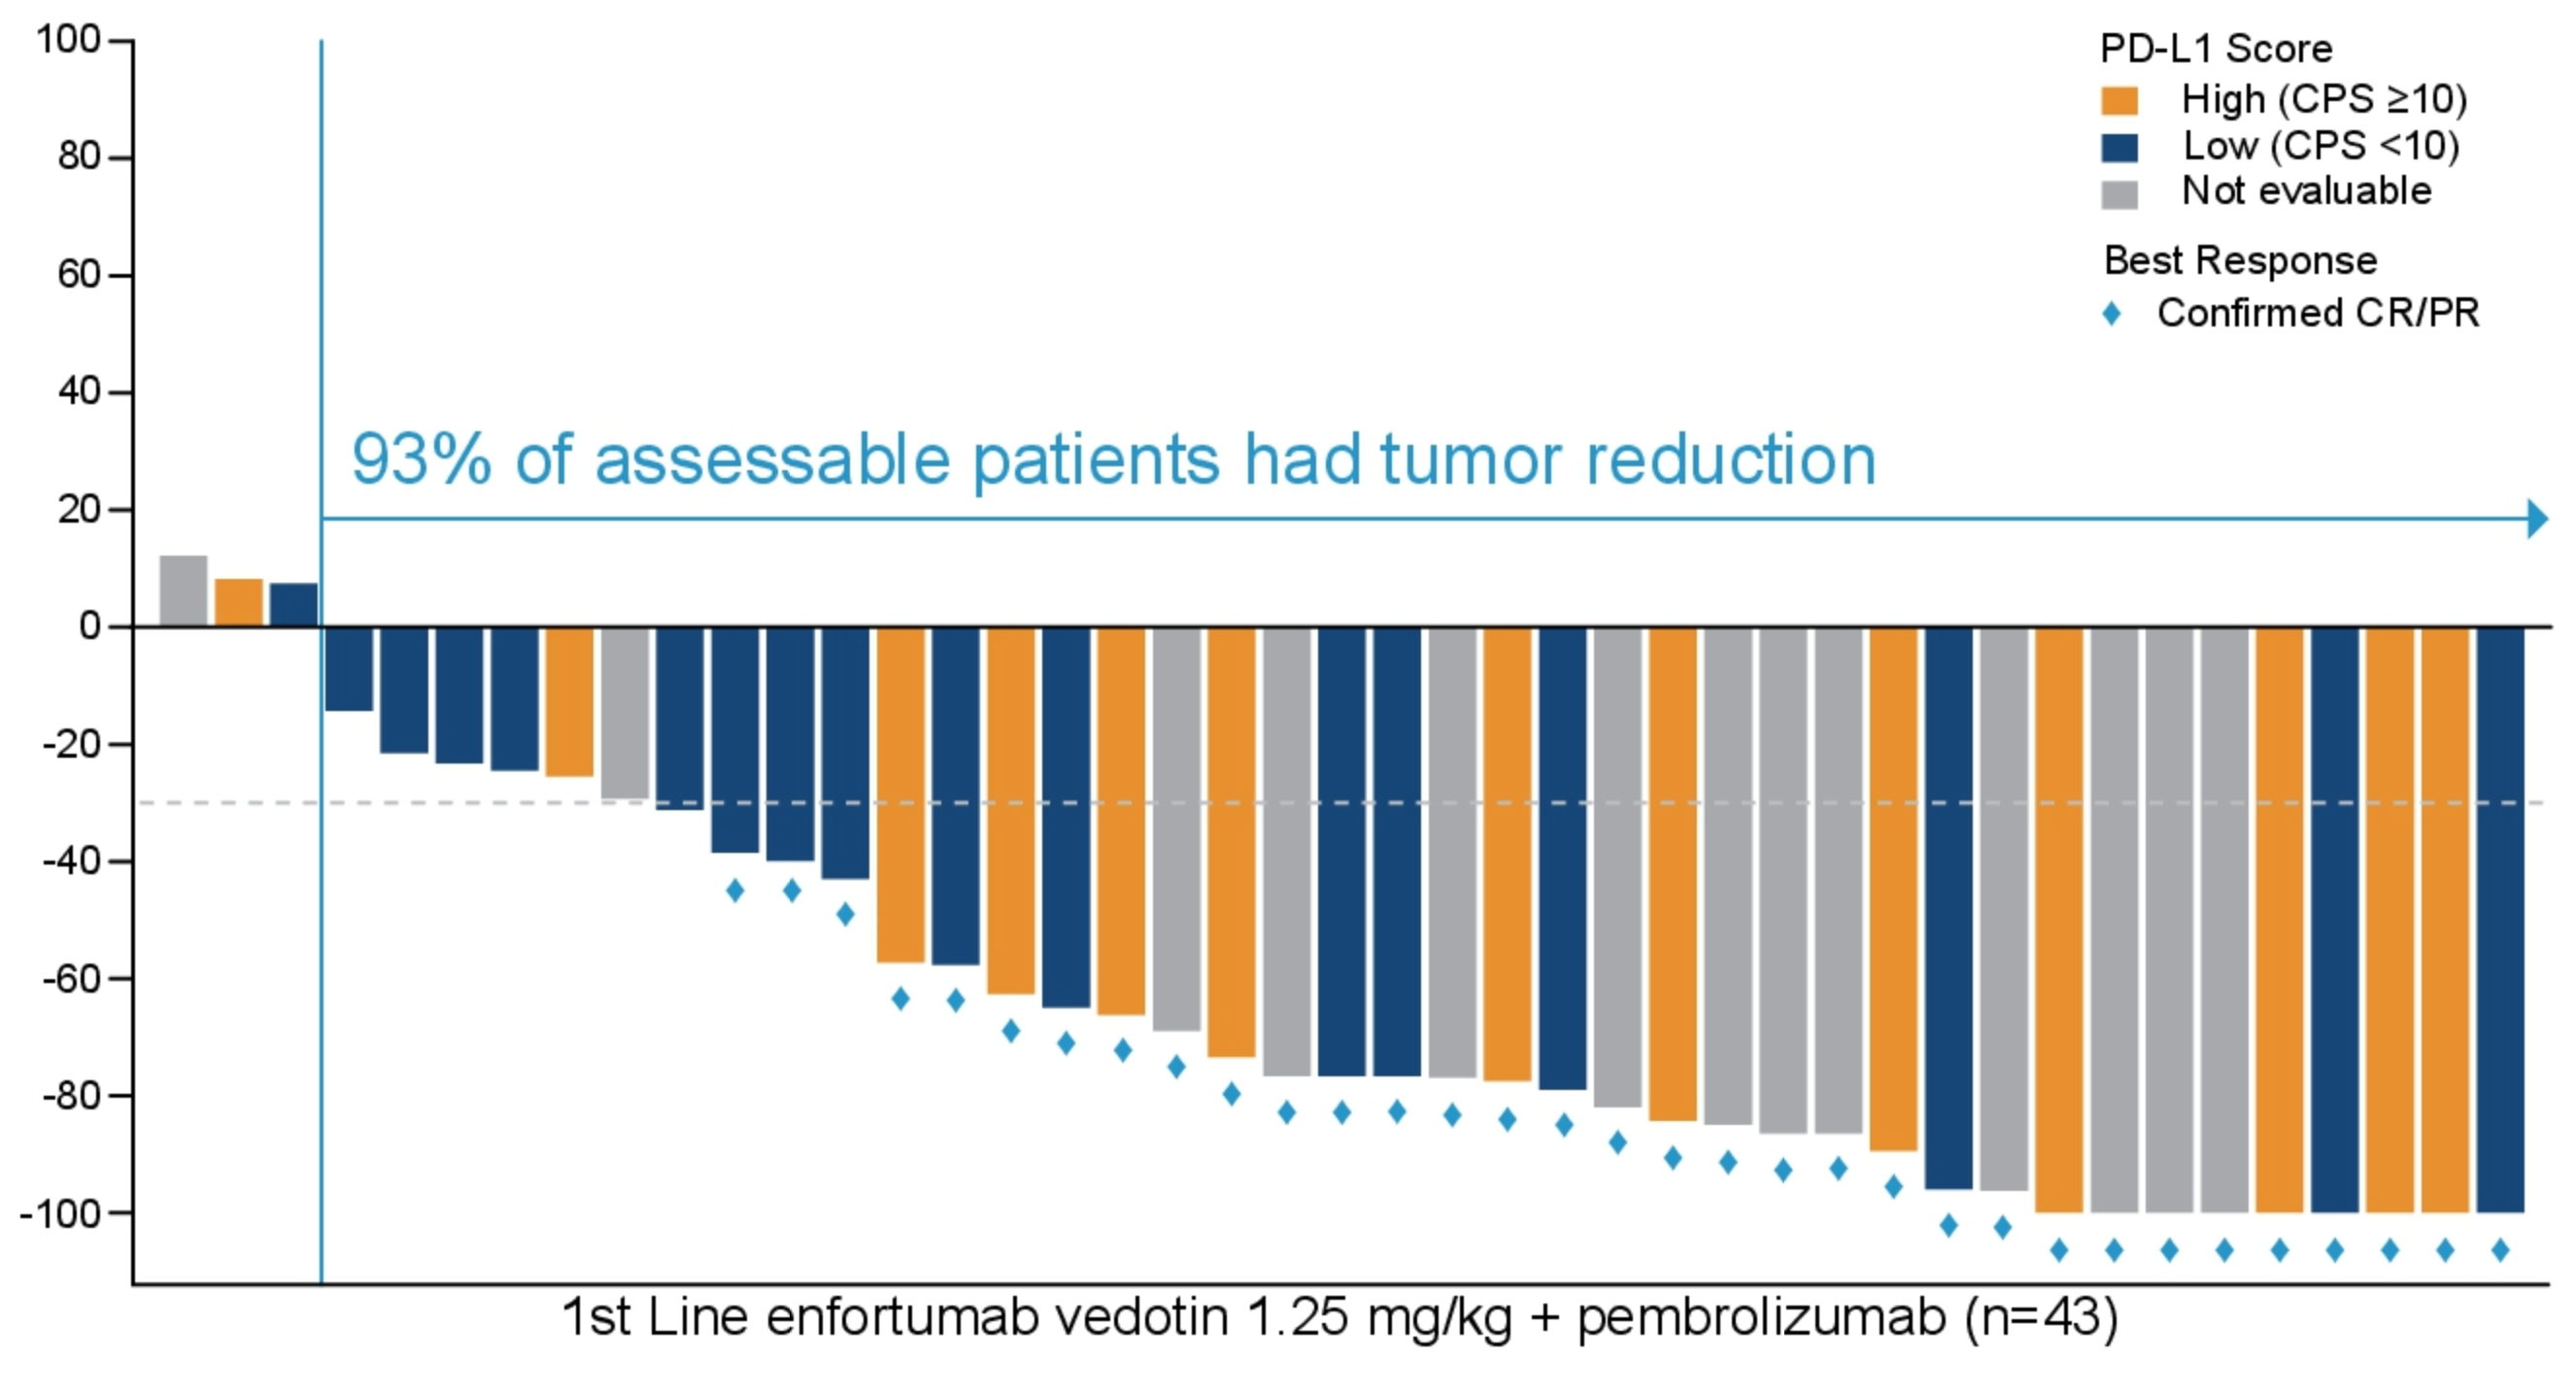 100
80
60
40
20
0
-20
-40
-60
-80
-100
PD-L1 Score
High (CPS ≥10)
Low (CPS <10)
Not evaluable
Best Response
Confirmed CR/PR
93% of assessable patients had tumor reduction
1st Line enfortumab vedotin 1.25 mg/kg + pembrolizumab (n=43)